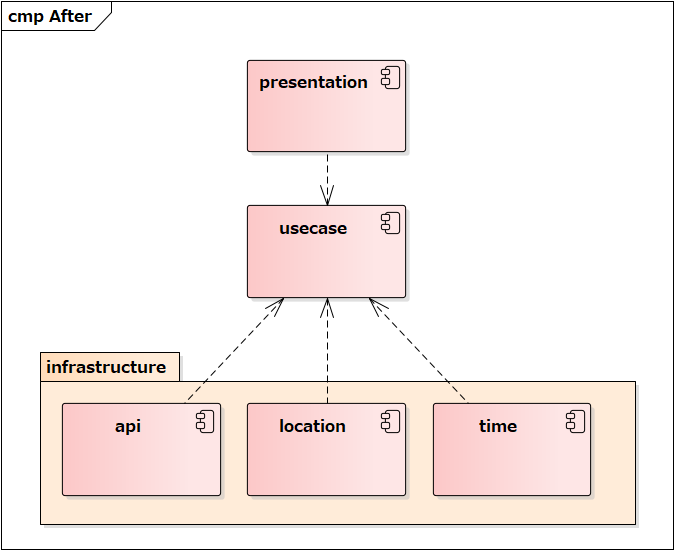 cmp After
presentation
usecase
infrastructure
api
location
time